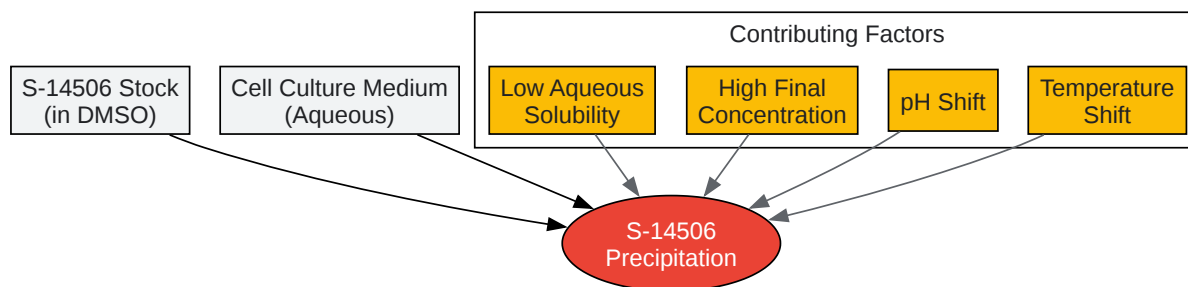 Contributing Factors
S-14506 Stock
(in DMSO)
Cell Culture Medium
(Aqueous)
Low Aqueous
Solubility
High Final
Concentration
pH Shift
Temperature
Shift
S-14506
Precipitation